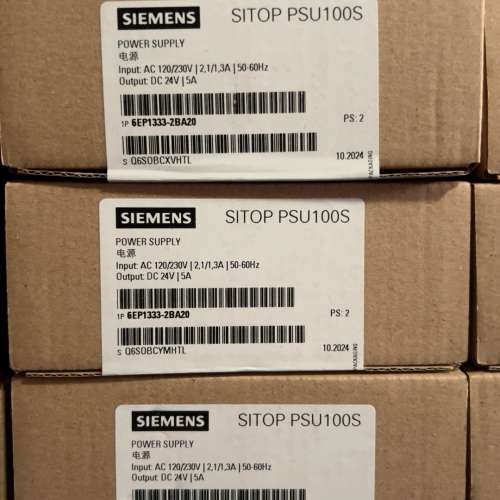 SIEMENS SITOP PSU100S
POWER SUPPLY
电源
Input: AC 120/230V | 2,1/1,3A | 50-60Hz
Output: DC 24V | 5A
1P 6EP1333-2BA20
PS: 2
S Q6SOBCXVHTL
10.2024
SIEMENS SITOP PSU100S
POWER SUPPLY
电源
Input: AC 120/230V | 2,1/1,3A | 50-60Hz
Output: DC 24V | 5A
1P 6EP1333-2BA20
PS: 2
S Q6SOBCYMHTL
10.2024
SIEMENS SITOP PSU100S
POWER SUPPLY
电源
Input: AC 120/230V | 2,1/1,3A | 50-60Hz
Output: DC 24V | 5A